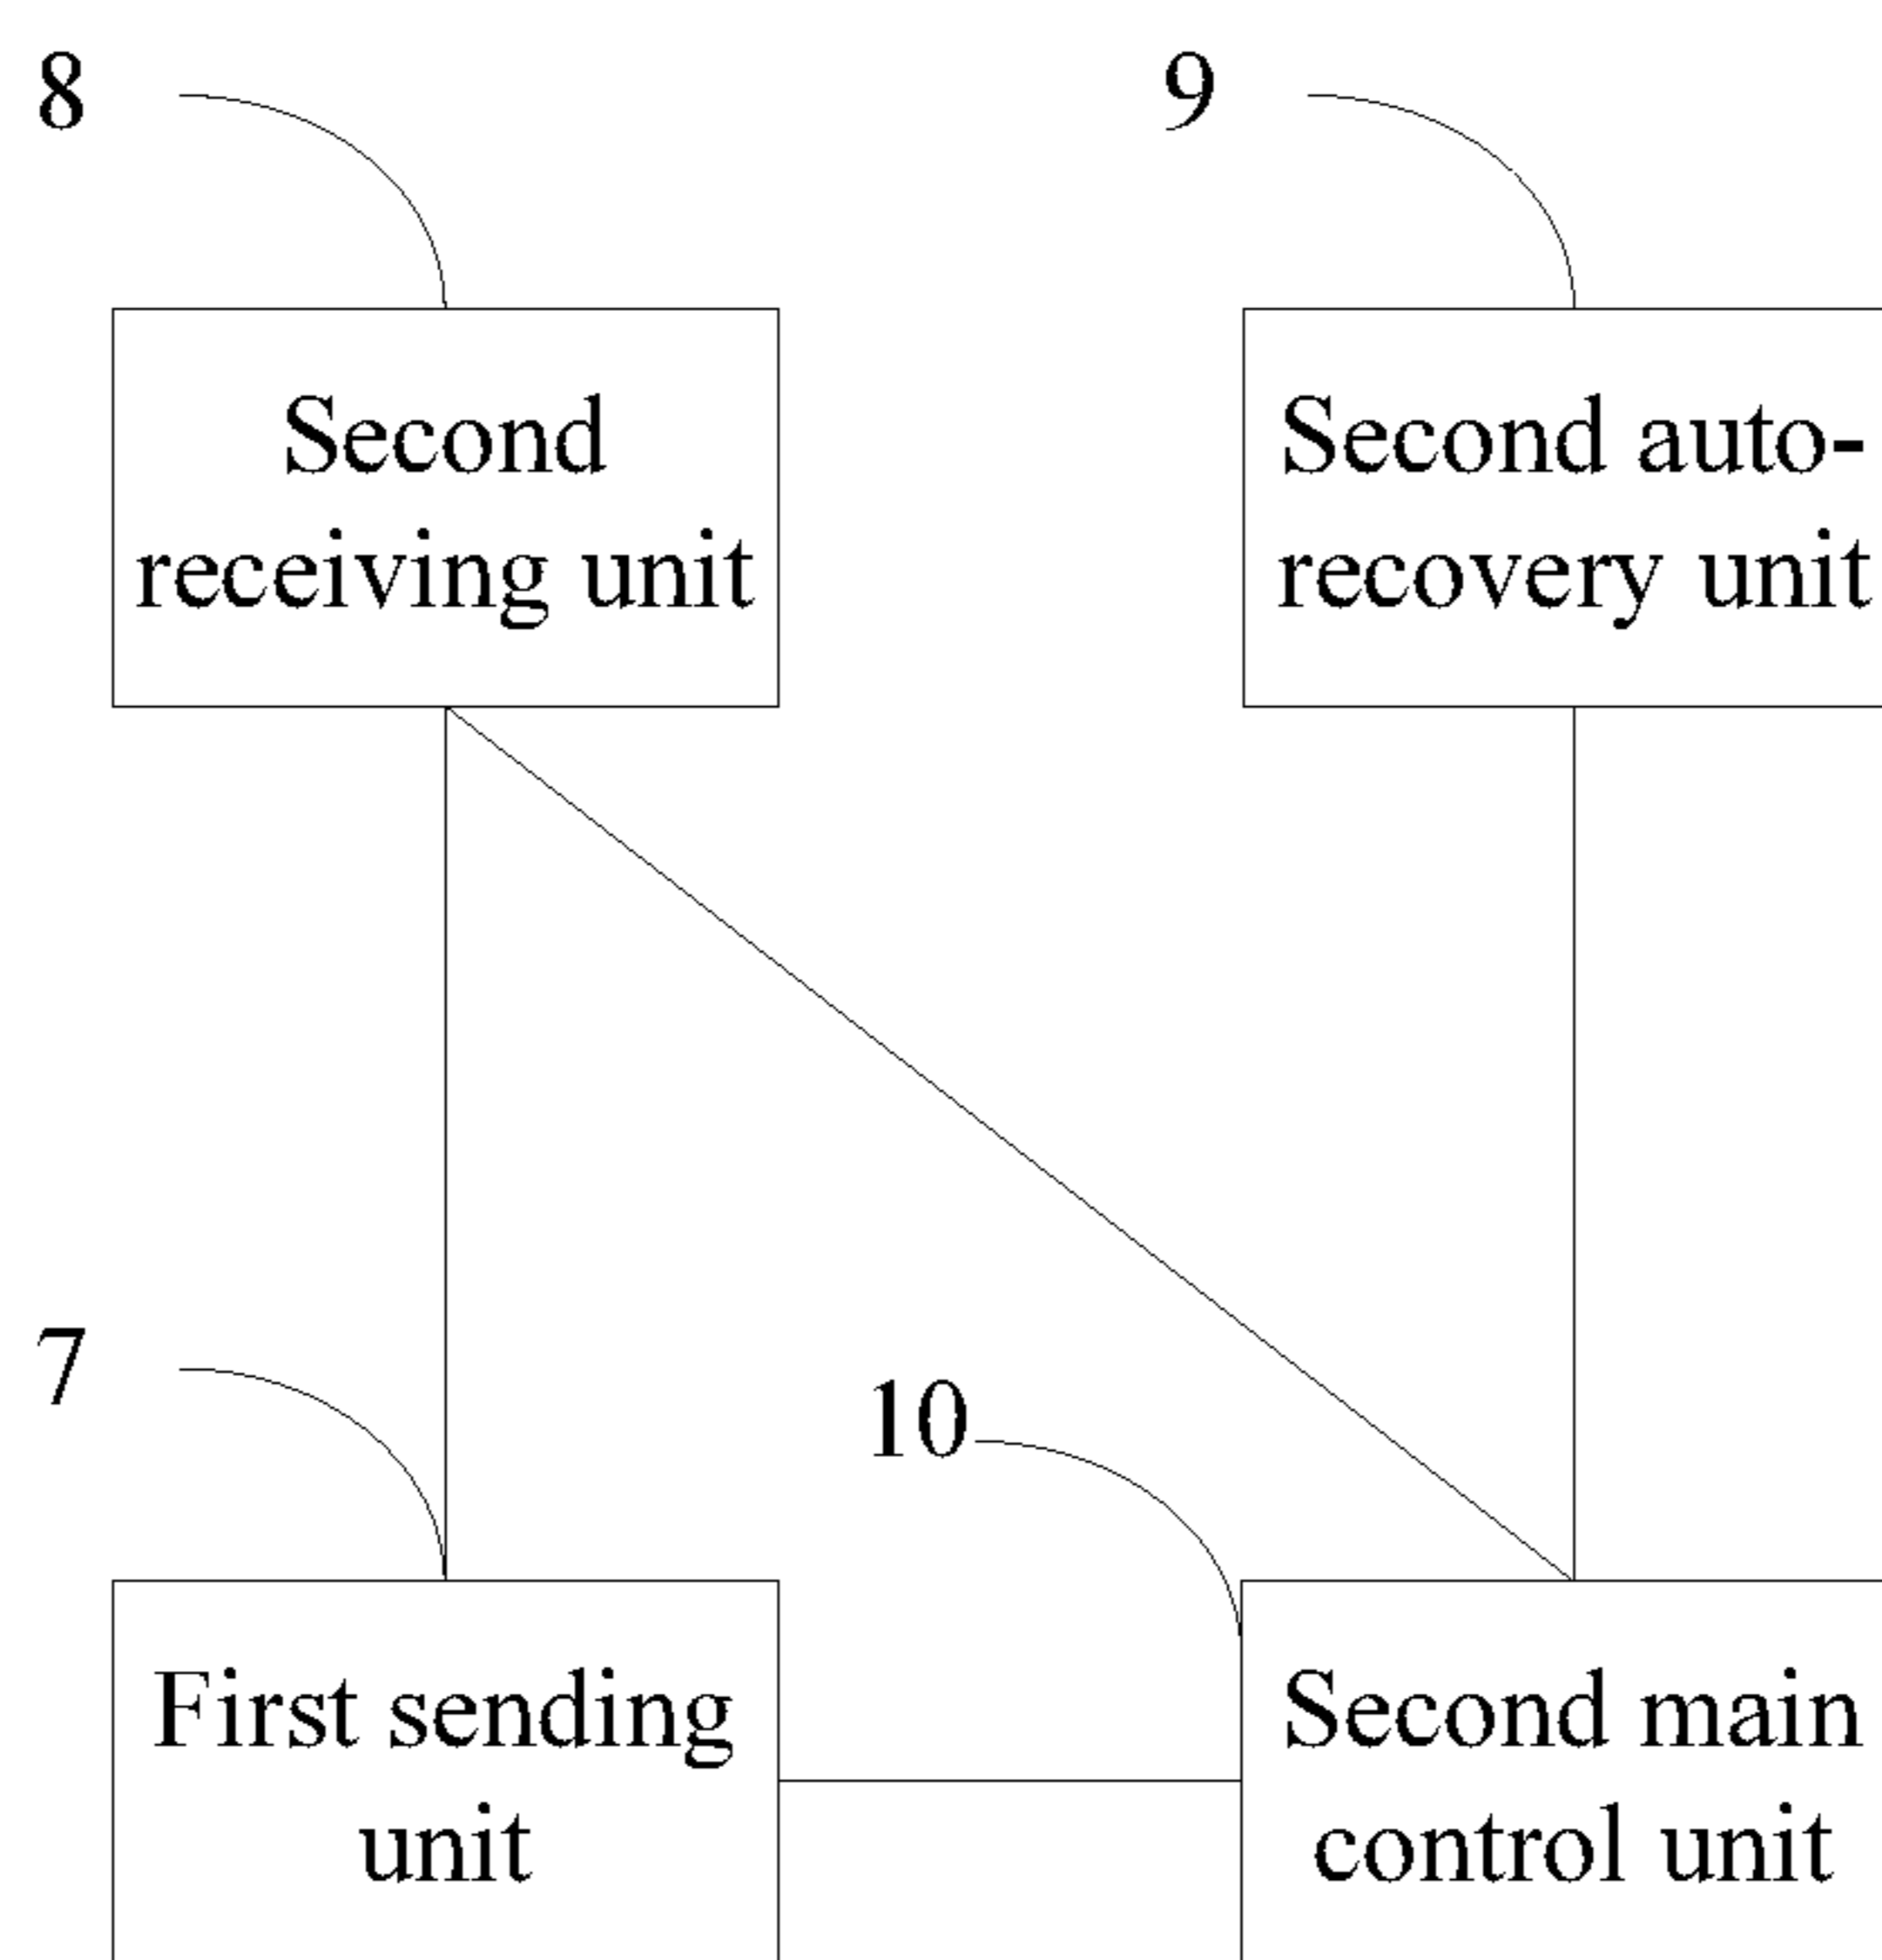 8
9
Second
receiving unit
Second auto-
recovery unit
7
10
First sending
unit
Second main
control unit